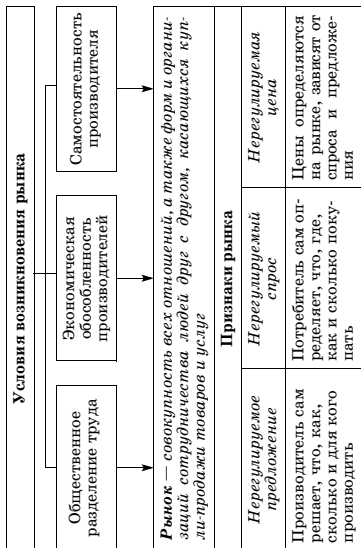 Условия возникновения рынка
Общественное
разделение труда
Экономическая
обособленность
производителей
Самостоятельность
производителя
Рынок — совокупность всех отношений, а также форм и органи-
заций сотрудничества людей друг с другом, касающихся куп-
ли-продажи товаров и услуг
Признаки рынка
Нерегулируемое
предложение
Нерегулируемый
спрос
Нерегулируемая
цена
Производитель сам
решает, что, как,
сколько и для кого
производить
Потребитель сам оп-
ределяет, что, где,
как и сколько поку-
пать
Цены определяются
на рынке, зависят от
спроса и предложе-
ния